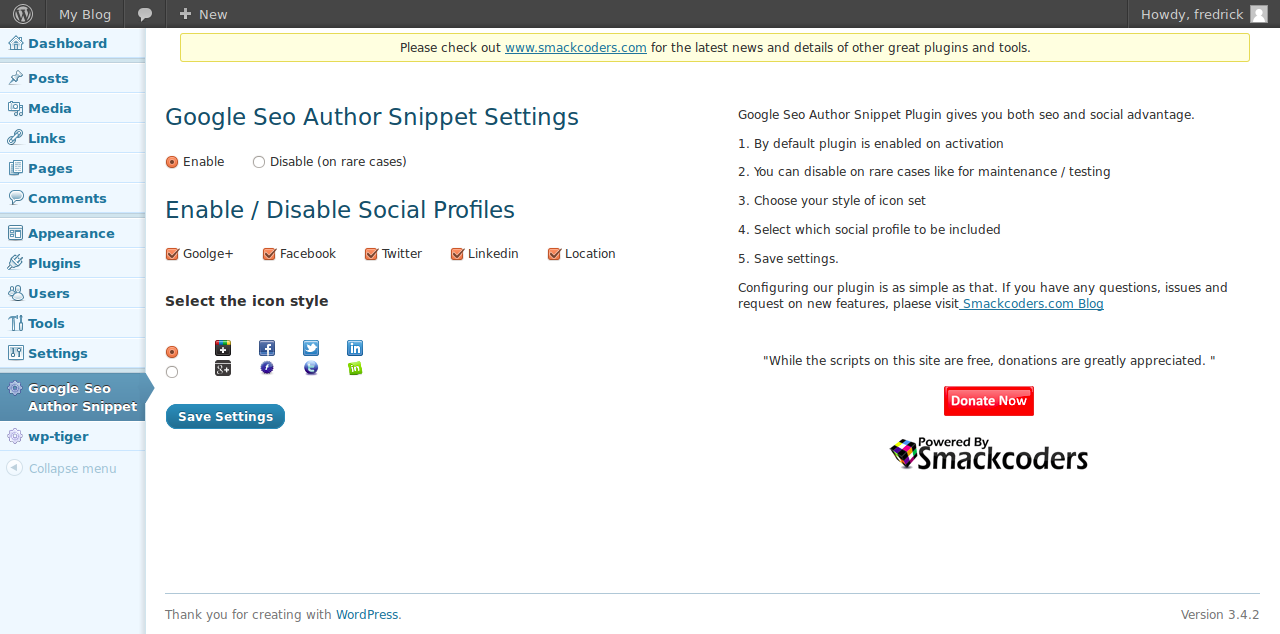 My Blog
New
Howdy, fredrick
Dashboard
Posts
Media
Links
Pages
Comments
Appearance
Plugins
Users
Tools
Settings
Google Seo
Author Snippet
wp-tiger
Collapse menu
Please check out www.smackcoders.com for the latest news and details of other great plugins and tools.
Google Seo Author Snippet Settings
Enable
Disable (on rare cases)
Enable / Disable Social Profiles
Goolge+
Facebook
Twitter
Linkedin
Location
Select the icon style
Save Settings
Google Seo Author Snippet Plugin gives you both seo and social advantage.
1. By default plugin is enabled on activation
2. You can disable on rare cases like for maintenance / testing
3. Choose your style of icon set
4. Select which social profile to be included
5. Save settings.
Configuring our plugin is as simple as that. If you have any questions, issues and
request on new features, plaese visit Smackcoders.com Blog
"While the scripts on this site are free, donations are greatly appreciated. "
Donate Now
Powered By
Smackcoders
Thank you for creating with WordPress.
Version 3.4.2